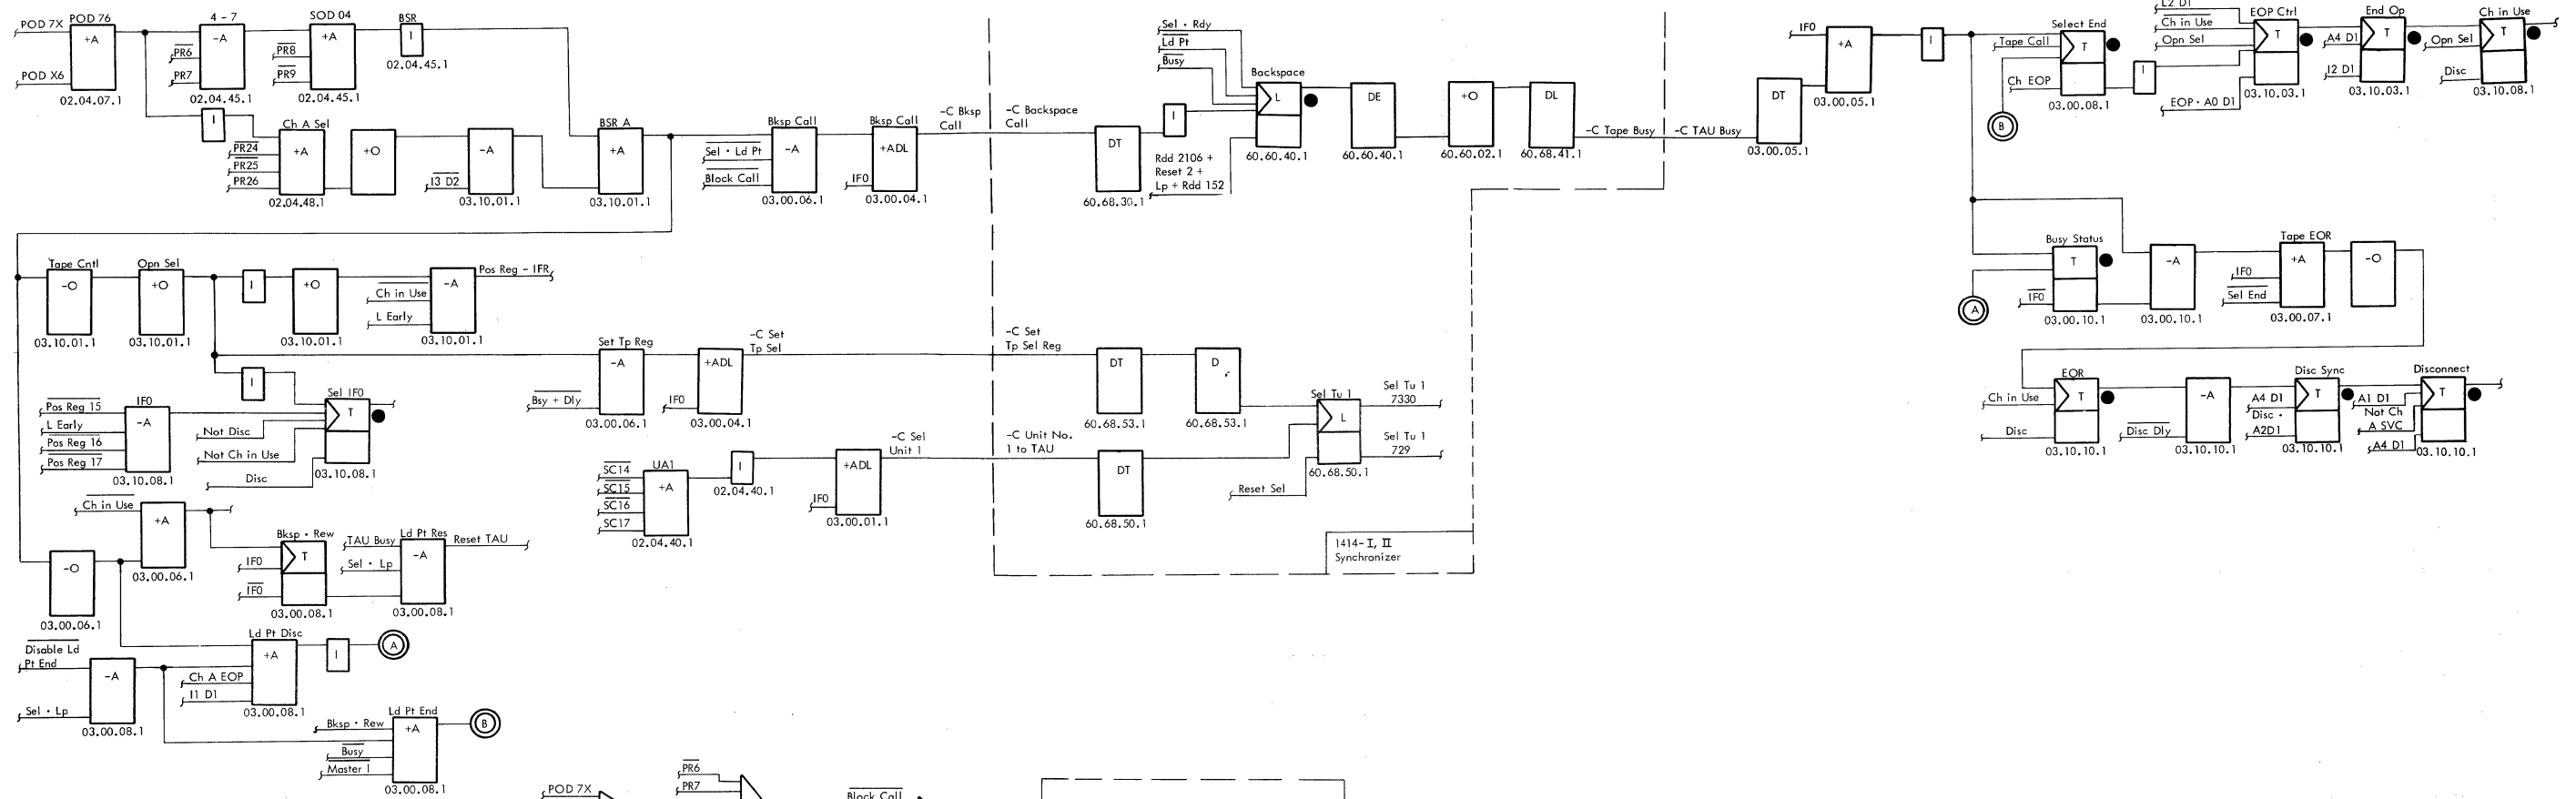 POD 7X
POD 76
+A
POD X6
02.04.07.1
4 - 7
-A
PR6
PR7
02.04.45.1
SOD 04
+A
PR8
PR9
02.04.45.1
BSR
I
02.04.45.1
I
Ch A Sel
+A
PR24
PR25
PR26
02.04.48.1
+O
-A
I3 D2
03.10.01.1
BSR A
+A
03.10.01.1
Bksp Call
-A
Sel · Ld Pt
Block Call
03.00.06.1
Bksp Call
+ADL
IF0
03.00.04.1
-C Bksp
Call
-C Backspace
Call
DT
60.68.30.1
Sel · Rdy
Ld Pt
Busy
I
Backspace
L
60.60.40.1
Rdd 2106 +
Reset 2 +
Lp + Rdd 152
DE
60.60.40.1
+O
60.60.02.1
DL
60.68.41.1
-C Tape Busy
-C TAU Busy
DT
03.00.05.1
IF0
+A
03.00.05.1
I
Select End
T
Tape Call
Ch EOP
03.00.08.1
B
I
L2 D1
Ch in Use
Opn Sel
EOP · A0 D1
EOP Ctrl
T
03.10.03.1
End Op
A4 D1
T
I2 D1
03.10.03.1
Ch in Use
Opn Sel
T
Disc
03.10.08.1
Tape Cntl
-O
03.10.01.1
Opn Sel
+O
03.10.01.1
I
+O
03.10.01.1
-A
Ch in Use
L Early
03.10.01.1
Pos Reg - IFR
Set Tp Reg
-A
Bsy + Dly
03.00.06.1
+ADL
IF0
03.00.04.1
-C Set
Tp Sel
-C Set
Tp Sel Reg
DT
60.68.53.1
D
60.68.53.1
Sel Tu 1
L
60.68.50.1
Sel Tu 1
7330
Sel Tu 1
729
Reset Sel
I
Sel IF0
T
Not Disc
Not Ch in Use
Disc
03.10.08.1
Pos Reg 15
L Early
Pos Reg 16
Pos Reg 17
IF0
-A
03.10.08.1
SC14
SC15
SC16
SC17
UA1
+A
02.04.40.1
I
02.04.40.1
+ADL
IF0
03.00.01.1
-C Sel
Unit 1
-C Unit No.
1 to TAU
DT
60.68.50.1
1414- I, II
Synchronizer
Busy Status
T
IF0
03.00.10.1
A
-A
03.00.10.1
Tape EOR
+A
IF0
Sel End
03.00.07.1
-O
EOR
T
Ch in Use
Disc
03.10.10.1
-A
Disc Dly
03.10.10.1
Disc Sync
A4 D1
T
Disc ·
A2D1
03.10.10.1
Disconnect
A1 D1
T
Not Ch
A SVC
A4 D1
03.10.10.1
Ch in Use
+A
03.00.06.1
-O
03.00.06.1
Bksp · Rew
T
IF0
IF0
03.00.08.1
TAU Busy
Sel · Lp
Ld Pt Res
-A
03.00.08.1
Reset TAU
Ld Pt Disc
+A
Ch A EOP
I1 D1
03.00.08.1
I
A
Disable Ld
Pt End
-A
Sel · Lp
03.00.08.1
Ld Pt End
+A
Bksp · Rew
Busy
Master I
03.00.08.1
B
POD 7X
PR6
PR7
Block Call